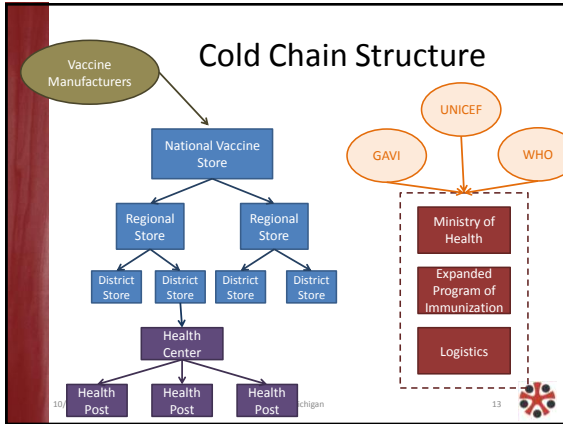 Cold Chain Structure
Vaccine
Manufacturers
National Vaccine
Store
Regional
Store
Regional
Store
District
Store
District
Store
District
Store
District
Store
Health
Center
Health
Post
Health
Post
Health
Post
UNICEF
GAVI
WHO
Ministry of
Health
Expanded
Program of
Immunization
Logistics
10/
ichigan
13